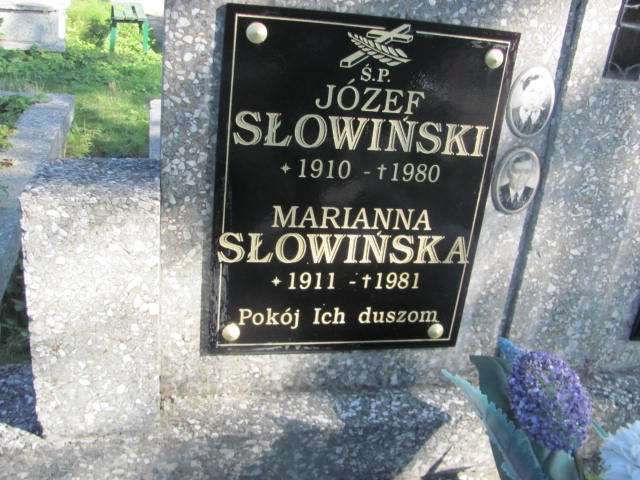 Ś.P.
JÓZEF
SŁOWIŃSKI
✦ 1910 - † 1980
MARIANNA
SŁOWIŃSKA
✦ 1911 - † 1981
Pokój Ich duszom